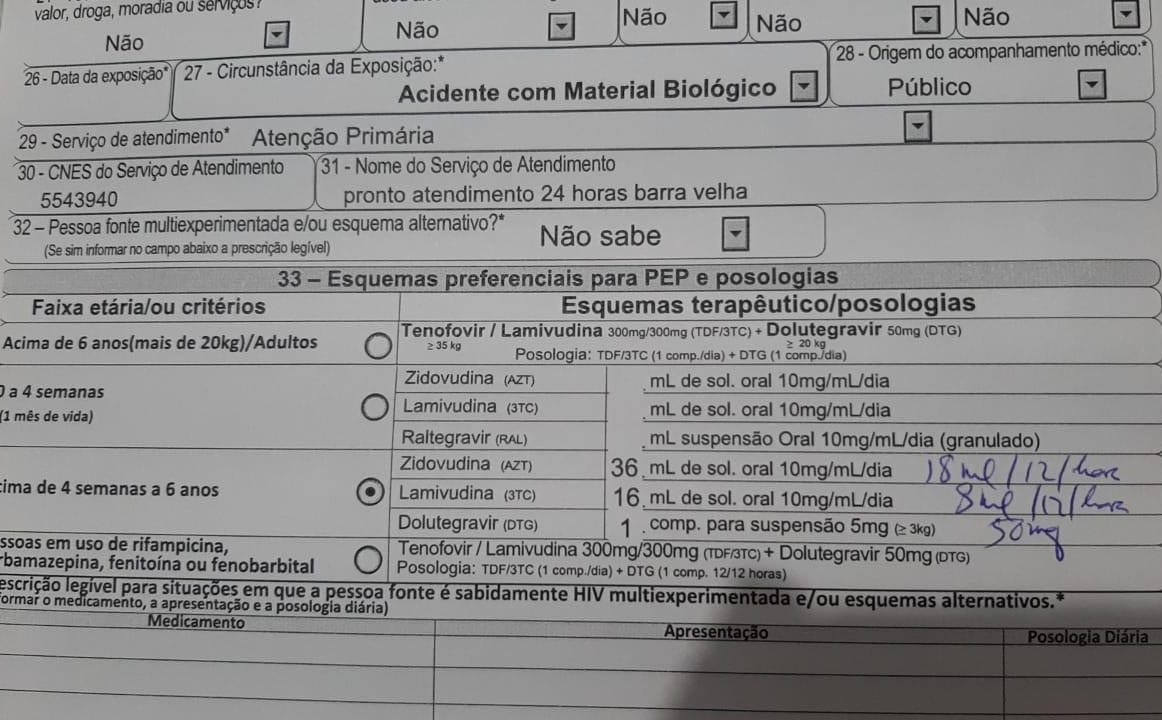 valor, droga, moradia ou serviços?
Não Não Não Não Não
26 - Data da exposição* 27 - Circunstância da Exposição:* 28 - Origem do acompanhamento médico:*
Acidente com Material Biológico Público
29 - Serviço de atendimento* Atenção Primária
30 - CNES do Serviço de Atendimento 31 - Nome do Serviço de Atendimento
5543940 pronto atendimento 24 horas barra velha
32 – Pessoa fonte multiexperimentada e/ou esquema alternativo?* Não sabe
(Se sim informar no campo abaixo a prescrição legível)
33 – Esquemas preferenciais para PEP e posologias
Faixa etária/ou critérios Esquemas terapêutico/posologias
Acima de 6 anos(mais de 20kg)/Adultos Tenofovir / Lamivudina 300mg/300mg (TDF/3TC) + Dolutegravir 50mg (DTG)
≥ 35 kg ≥ 20 kg
Posologia: TDF/3TC (1 comp./dia) + DTG (1 comp./dia)
0 a 4 semanas Zidovudina (AZT) mL de sol. oral 10mg/mL/dia
(1 mês de vida) Lamivudina (3TC) mL de sol. oral 10mg/mL/dia
Raltegravir (RAL) mL suspensão Oral 10mg/mL/dia (granulado)
Zidovudina (AZT) 36 mL de sol. oral 10mg/mL/dia 18 ml/12/hora
cima de 4 semanas a 6 anos Lamivudina (3TC) 16 mL de sol. oral 10mg/mL/dia 8ml/12/hora
Dolutegravir (DTG) 1 comp. para suspensão 5mg (≥ 3kg) 50mg
ssoas em uso de rifampicina, Tenofovir / Lamivudina 300mg/300mg (TDF/3TC) + Dolutegravir 50mg (DTG)
rbamazepina, fenitoína ou fenobarbital Posologia: TDF/3TC (1 comp./dia) + DTG (1 comp. 12/12 horas)
escrição legível para situações em que a pessoa fonte é sabidamente HIV multiexperimentada e/ou esquemas alternativos.*
formar o medicamento, a apresentação e a posologia diária)
Medicamento Apresentação Posologia Diária